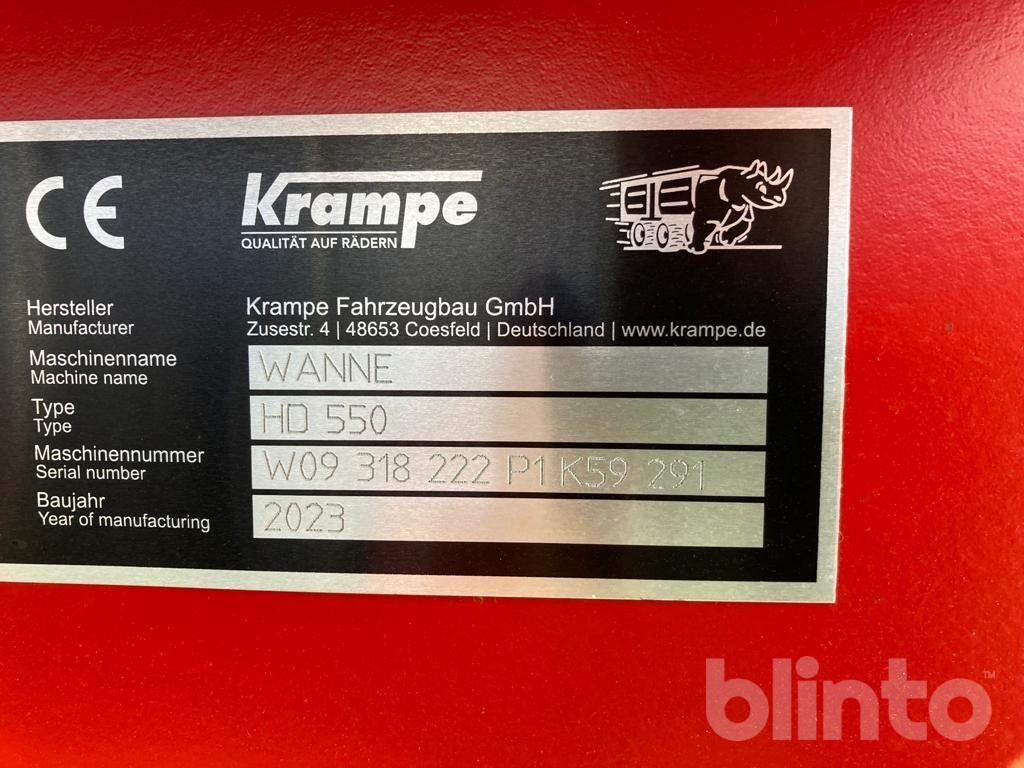 CE
Krampe
QUALITÄT AUF RÄDERN
Hersteller
Manufacturer
Krampe Fahrzeugbau GmbH
Zusestr. 4 | 48653 Coesfeld | Deutschland | www.krampe.de
Maschinenname
Machine name
WANNE
Type
Type
HD 550
Maschinennummer
Serial number
W09 318 222 P1 K59 291
Baujahr
Year of manufacturing
2023
blinto™